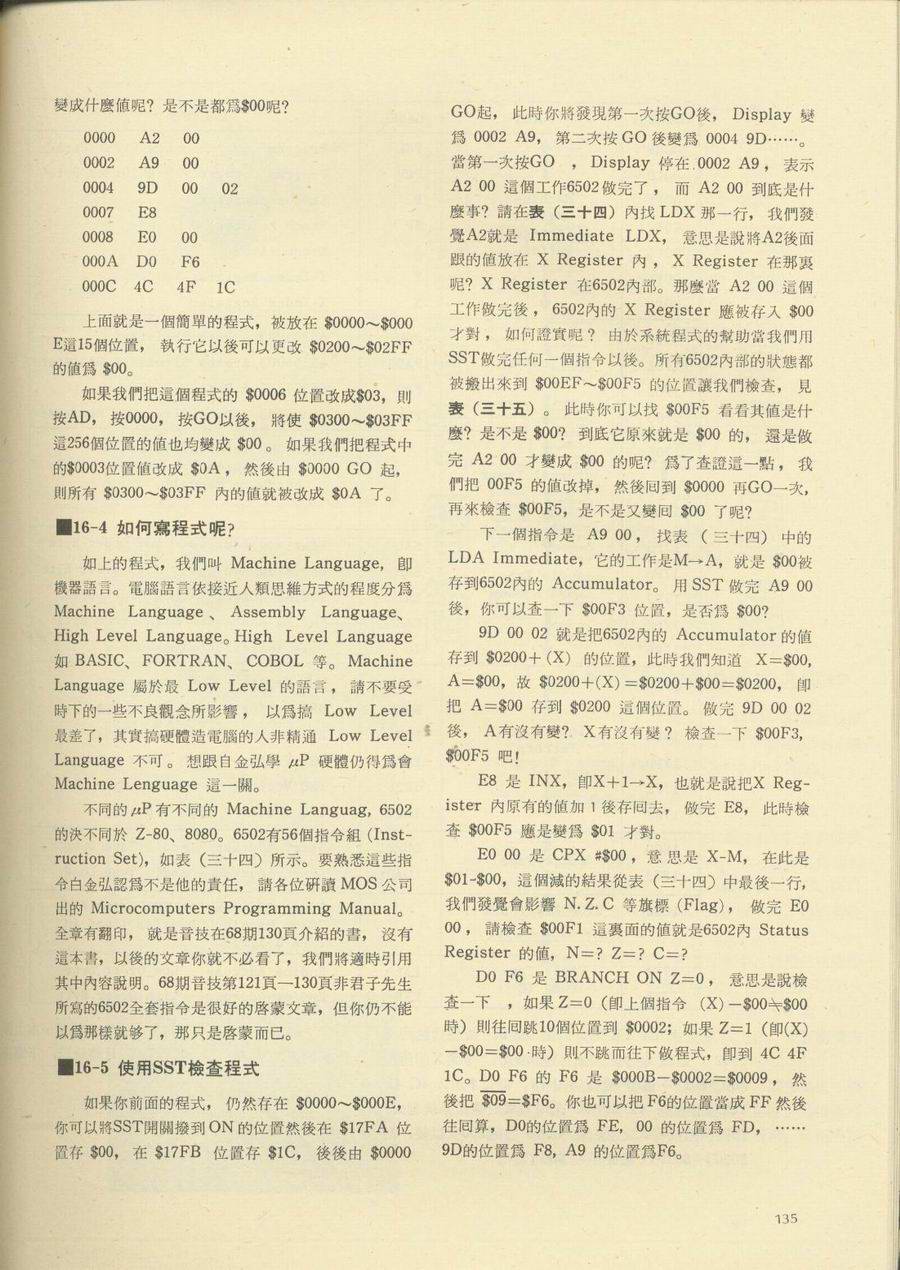 變成什麼值呢？是不是都爲$00呢？
0000 A2 00
0002 A9 00
0004 9D 00 02
0007 E8
0008 E0 00
000A D0 F6
000C 4C 4F 1C
上面就是一個簡單的程式，被放在 $0000～$000
E這15個位置，執行它以後可以更改 $0200～$02FF
的値爲 $00。
如果我們把這個程式的 $0006 位置改成$03，則
按AD，按0000，按GO以後，將使 $0300～$03FF
這256個位置的值也均變成 $00。如果我們把程式中
的$0003位置値改成 $0A，然後由 $0000 GO 起，
則所有 $0300～$03FF 內的値就被改成 $0A 了。
■16-4 如何寫程式呢？
如上的程式，我們叫 Machine Language，卽
機器語言。電腦語言依接近人類思維方式的程度分爲
Machine Language、Assembly Language、
High Level Language。High Level Language
如 BASIC、FORTRAN、COBOL 等。Machine
Language 屬於最 Low Level 的語言，請不要受
時下的一些不良觀念所影響，以爲搞 Low Level
最差了，其實搞硬體造電腦的人非精通 Low Level
Language 不可。想跟自金弘學 μP 硬體仍得爲會
Machine Lenguage 這一關。
不同的μP有不同的 Machine Languag, 6502
的決不同於 Z-80、8080。6502有56個指令組 (Inst-
ruction Set)，如表（三十四）所示。要熟悉這些指
令白金弘認爲不是他的責任，請各位硏讀 MOS 公司
出的 Microcomputers Programming Manual。
全章有翻印，就是音技在68期130頁介紹的書，沒有
這本書，以後的文章你就不必看了，我們將適時引用
其中內容說明。68期音技第121頁—130頁非君子先生
所寫的6502全套指令是很好的啓蒙文章，但你仍不能
以爲那樣就够了，那只是啓蒙而已。
■16-5 使用SST檢查程式
如果你前面的程式，仍然存在 $0000～$000E，
你可以將SST開關撥到 ON 的位置然後在 $17FA 位
置存 $00，在 $17FB 位置存 $1C，後後由 $0000
GO起，此時你將發現第一次按GO後，Display 變
爲 0002 A9，第二次按 GO 後變爲 0004 9D……。
當第一次按GO ，Display 停在 0002 A9，表示
A2 00 這個工作6502做完了，而 A2 00 到底是什
麼事？請在表（三十四）內找 LDX 那一行，我們發
覺A2就是 Immediate LDX，意思是說將A2後面
跟的値放在 X Register 內，X Register 在那裏
呢？X Register 在6502內部。那麼當 A2 00 這個
工作做完後，6502內的 X Register 應被存入 $00
才對，如何證實呢？由於系統程式的幫助當我們用
SST做完任何一個指令以後。所有6502內部的狀態都
被搬出來到 $00EF～$00F5 的位置讓我們檢查，見
表（三十五）。此時你可以找 $00F5 看看其値是什
麼？是不是 $00？到底它原來就是 $00 的，還是做
完 A2 00 才變成 $00 的呢？爲了查證這一點，我
們把 00F5 的値改掉，然後囘到 $0000 再GO一次，
再來檢查 $00F5，是不是又變囘 $00 了呢？
下一個指令是 A9 00，找表（三十四）中的
LDA Immediate，它的工作是M→A，就是 $00被
存到6502內的 Accumulator。用 SST 做完 A9 00
後，你可以查一下 $00F3 位置，是否爲 $00？
9D 00 02 就是把6502內的 Accumulator 的値
存到 $0200+(X) 的位置，此時我們知道 X=$00,
A=$00，故 $0200+(X)=$0200+$00=$0200，卽
把 A=$00 存到 $0200 這個位置。做完 9D 00 02
後，A有沒有變？X有沒有變？檢查一下 $00F3,
$00F5 吧！
E8 是 INX，卽X+1→X，也就是說把X Reg-
ister 內原有的値加 1 後存囘去，做完 E8，此時檢
查 $00F5 應是變爲 $01 才對。
E0 00 是 CPX #$00，意思是 X-M，在此是
$01-$00，這個減的結果從表（三十四）中最後一行，
我們發覺會影響 N. Z. C 等旗標 (Flag)，做完 E0
00，請檢查 $00F1 這裏面的値就是6502內 Status
Register 的値，N=？Z=？C=？
D0 F6 是 BRANCH ON Z=0，意思是說檢
查一下，如果 Z=0（卽上個指令 (X)－$00≠$00
時）則往囘跳10個位置到 $0002；如果 Z=1（卽(X)
－$00=$00 時）則不跳而往下做程式，卽到 4C 4F
1C。D0 F6 的 F6 是 $000B－$0002=$0009，然
後把 $̅0̅9̅=$F6。你也可以把 F6的位置當成 FF 然後
往囘算，D0的位置爲 FE，00 的位置爲 FD，……
9D的位置爲 F8, A9 的位置爲F6。
135